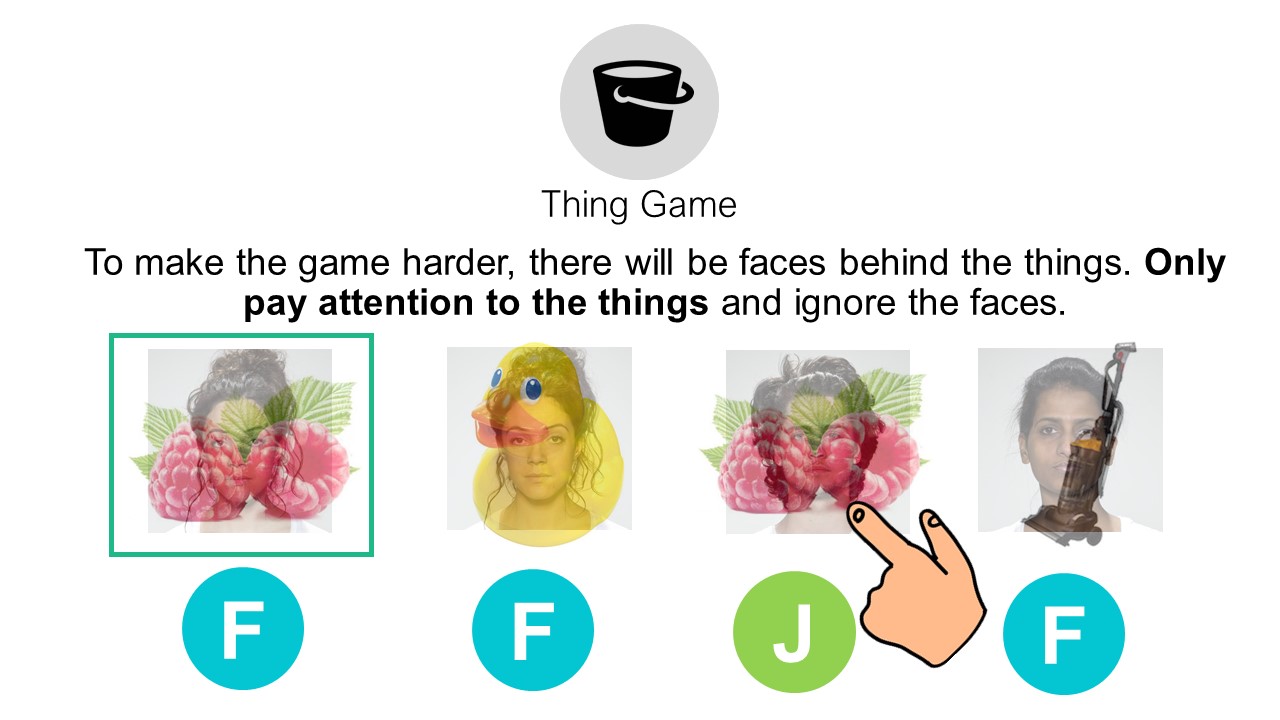 Thing Game
To make the game harder, there will be faces behind the things. Only
pay attention to the things and ignore the faces.
F F J F